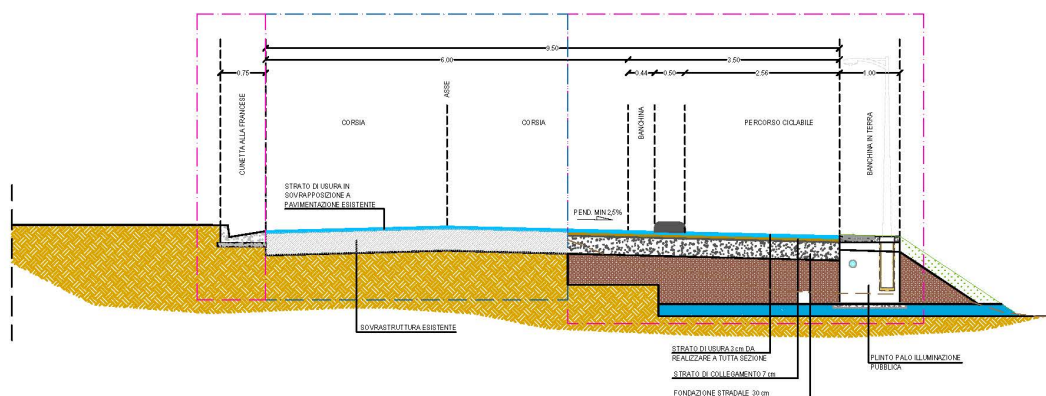 9.50
6.00
3.50
0.75
0.44
0.50
2.56
1.00
CUNETTA ALLA FRANCESE
CORSIA
ASSE
CORSIA
BANCHINA
PERCORSO CICLABILE
BANCHINA IN TERRA
STRATO DI USURA IN
SOVRAPPOSIZIONE A
PAVIMENTAZIONE ESISTENTE
PEND. MIN 2,5%
SOVRASTRUTTURA ESISTENTE
STRATO DI USURA 3 cm DA
REALIZZARE A TUTTA SEZIONE
STRATO DI COLLEGAMENTO 7 cm
FONDAZIONE STRADALE 30 cm
PLINTO PALO ILLUMINAZIONE
PUBBLICA